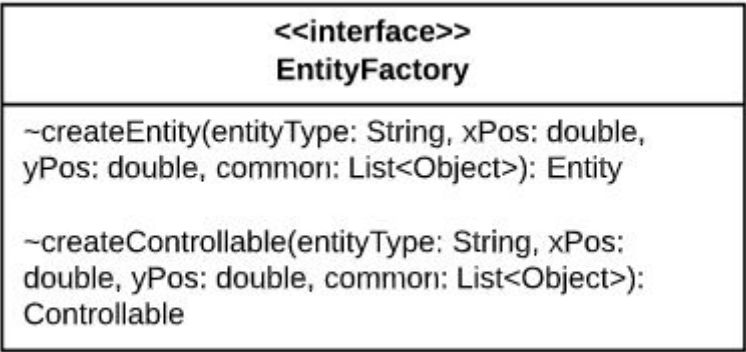 <<interface>>
EntityFactory
~createEntity(entityType: String, xPos: double,
yPos: double, common: List<Object>): Entity
~createControllable(entityType: String, xPos:
double, yPos: double, common: List<Object>):
Controllable